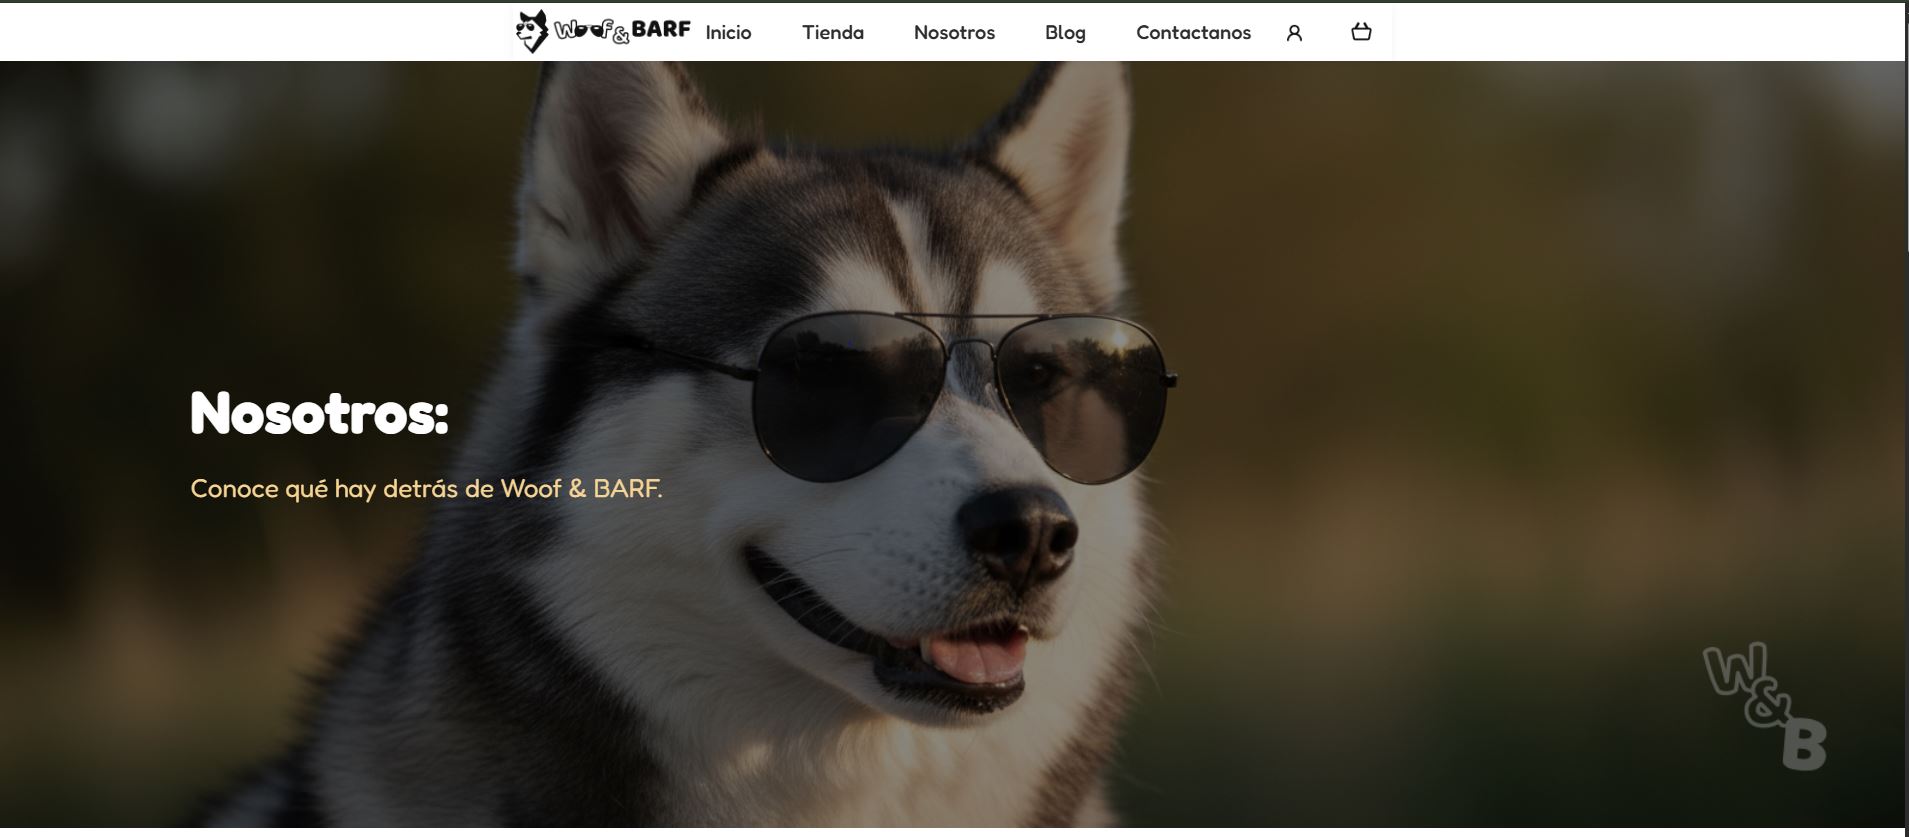 Woof & BARF Inicio Tienda Nosotros Blog Contactanos
Nosotros:
Conoce qué hay detrás de Woof & BARF.
W&B